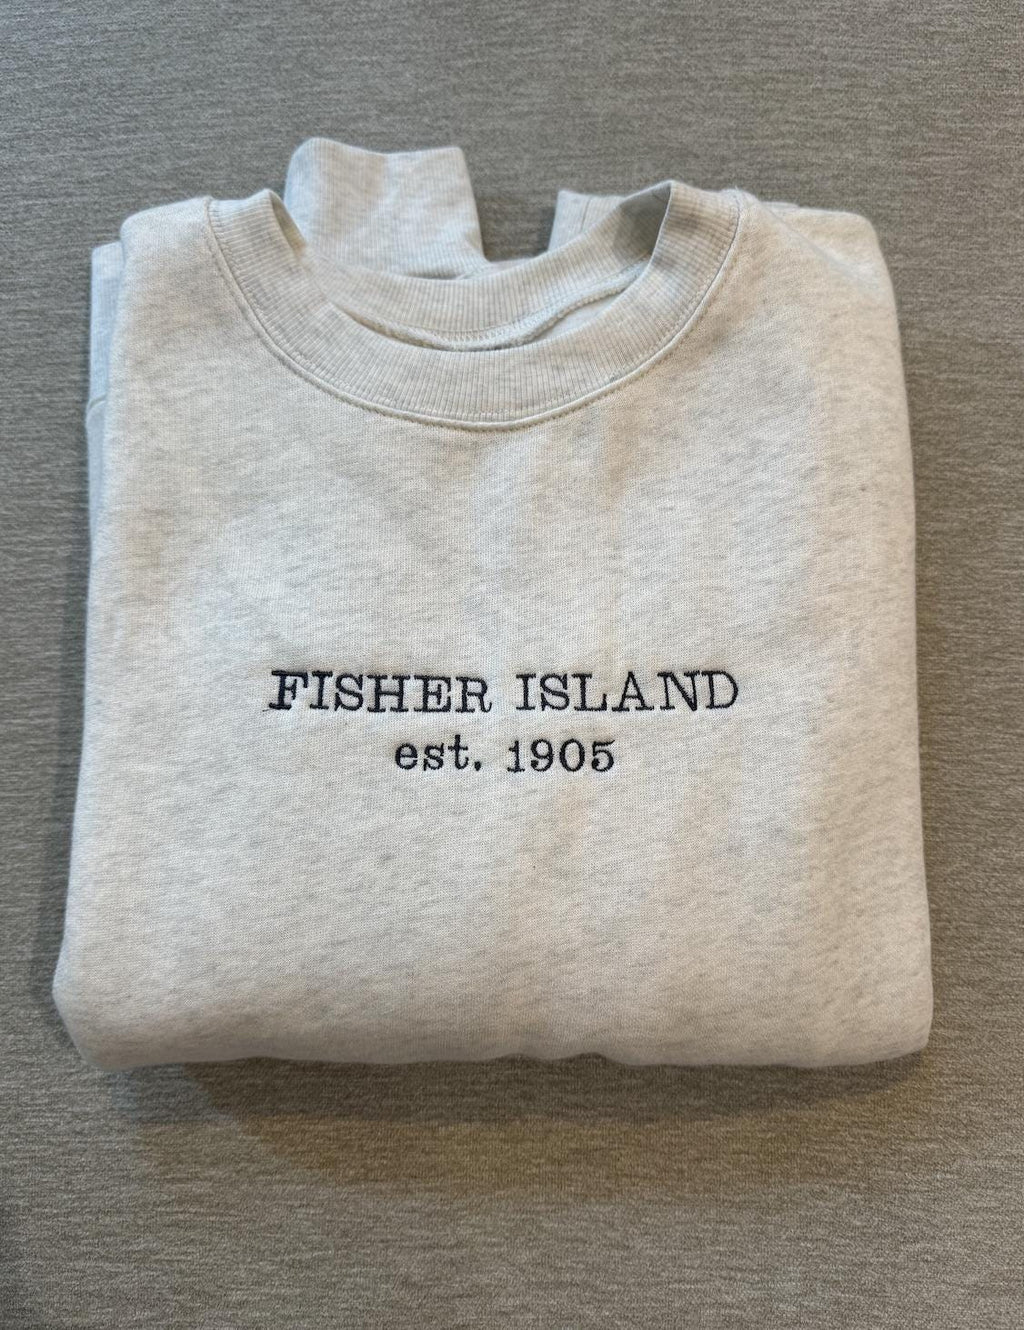 FISHER ISLAND
est. 1905